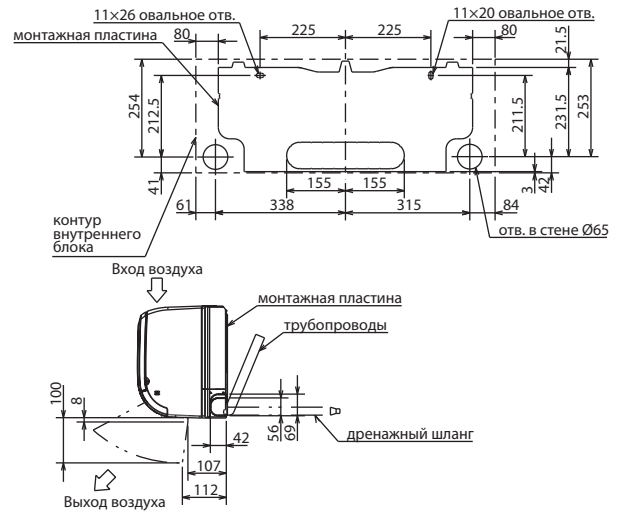 11×26 овальное отв.
11×20 овальное отв.
80
225
225
80
21.5
монтажная пластина
254
212.5
211.5
231.5
253
41
155
155
3
42
61
338
315
84
контур
внутреннего
блока
отв. в стене Ø65
Вход воздуха
монтажная пластина
трубопроводы
100
8
56
69
42
дренажный шланг
107
112
Выход воздуха